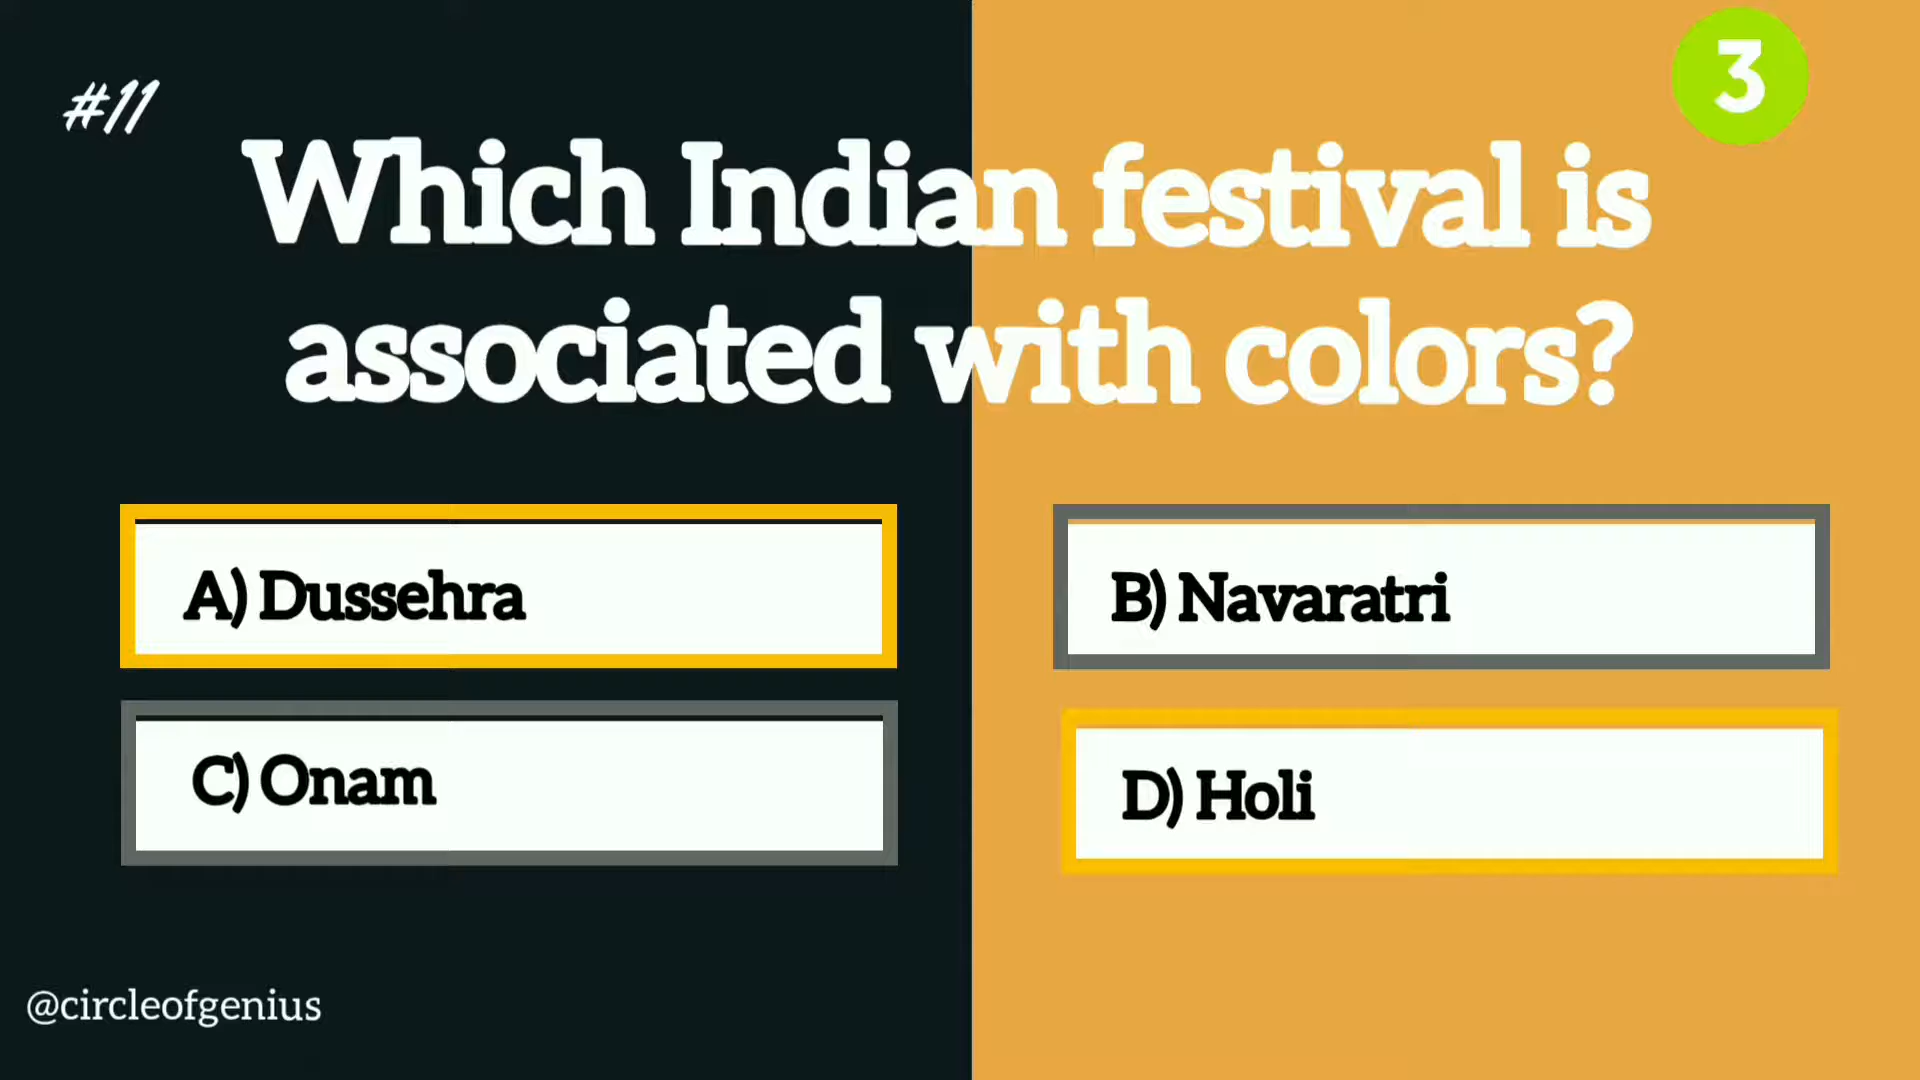 #11
3
Which Indian festival is
associated with colors?
A) Dussehra
B) Navaratri
C) Onam
D) Holi
@circleofgenius